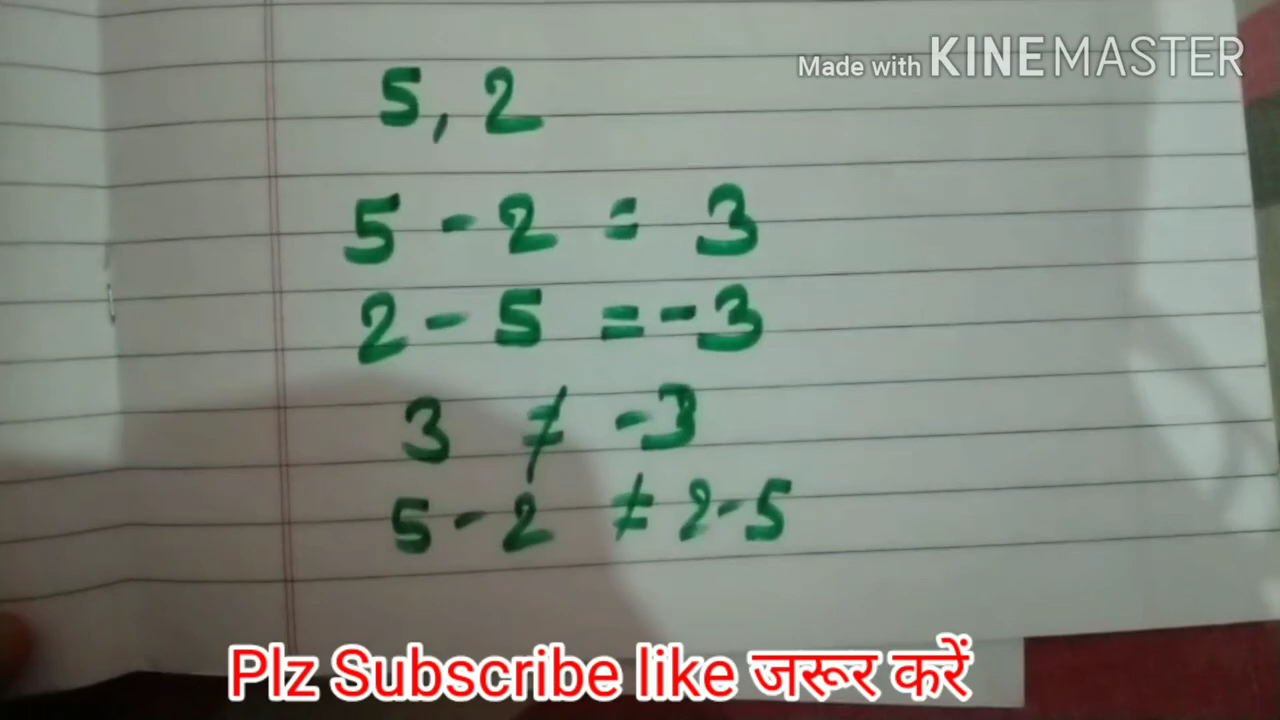 Made with KINEMASTER
5, 2
5 - 2 = 3
2 - 5 = -3
3 ≠ -3
5 - 2 ≠ 2 - 5
Plz Subscribe like जरूर करें